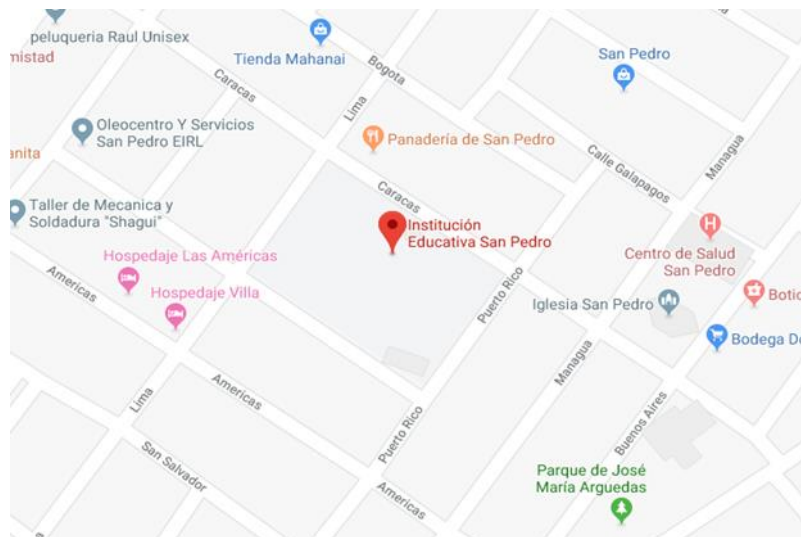 peluqueria Raul Unisex
mistad
Tienda Mahanai
Bogota
San Pedro
Caracas
Lima
Oleocentro Y Servicios
San Pedro EIRL
anita
Panadería de San Pedro
Calle Galapagos
Managua
Caracas
Taller de Mecanica y
Soldadura "Shagui"
Institución
Educativa San Pedro
Hospedaje Las Américas
Centro de Salud
San Pedro
Americas
Hospedaje Villa
Puerto Rico
Iglesia San Pedro
Botic
Bodega De
Managua
Lima
Americas
Puerto Rico
Buenos Aires
San Salvador
Parque de José
María Arguedas
Americas